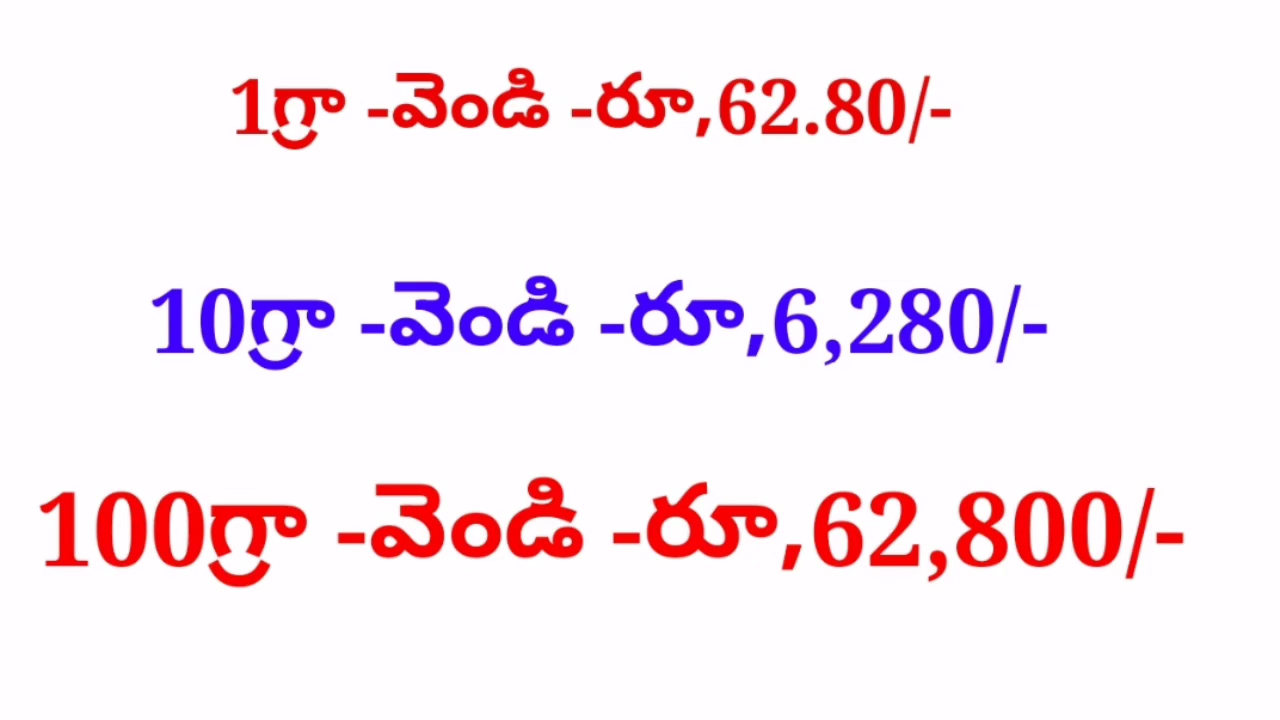 1గ్రా -వెండి -రూ,62.80/-
10గ్రా -వెండి -రూ,6,280/-
100గ్రా -వెండి -రూ,62,800/-